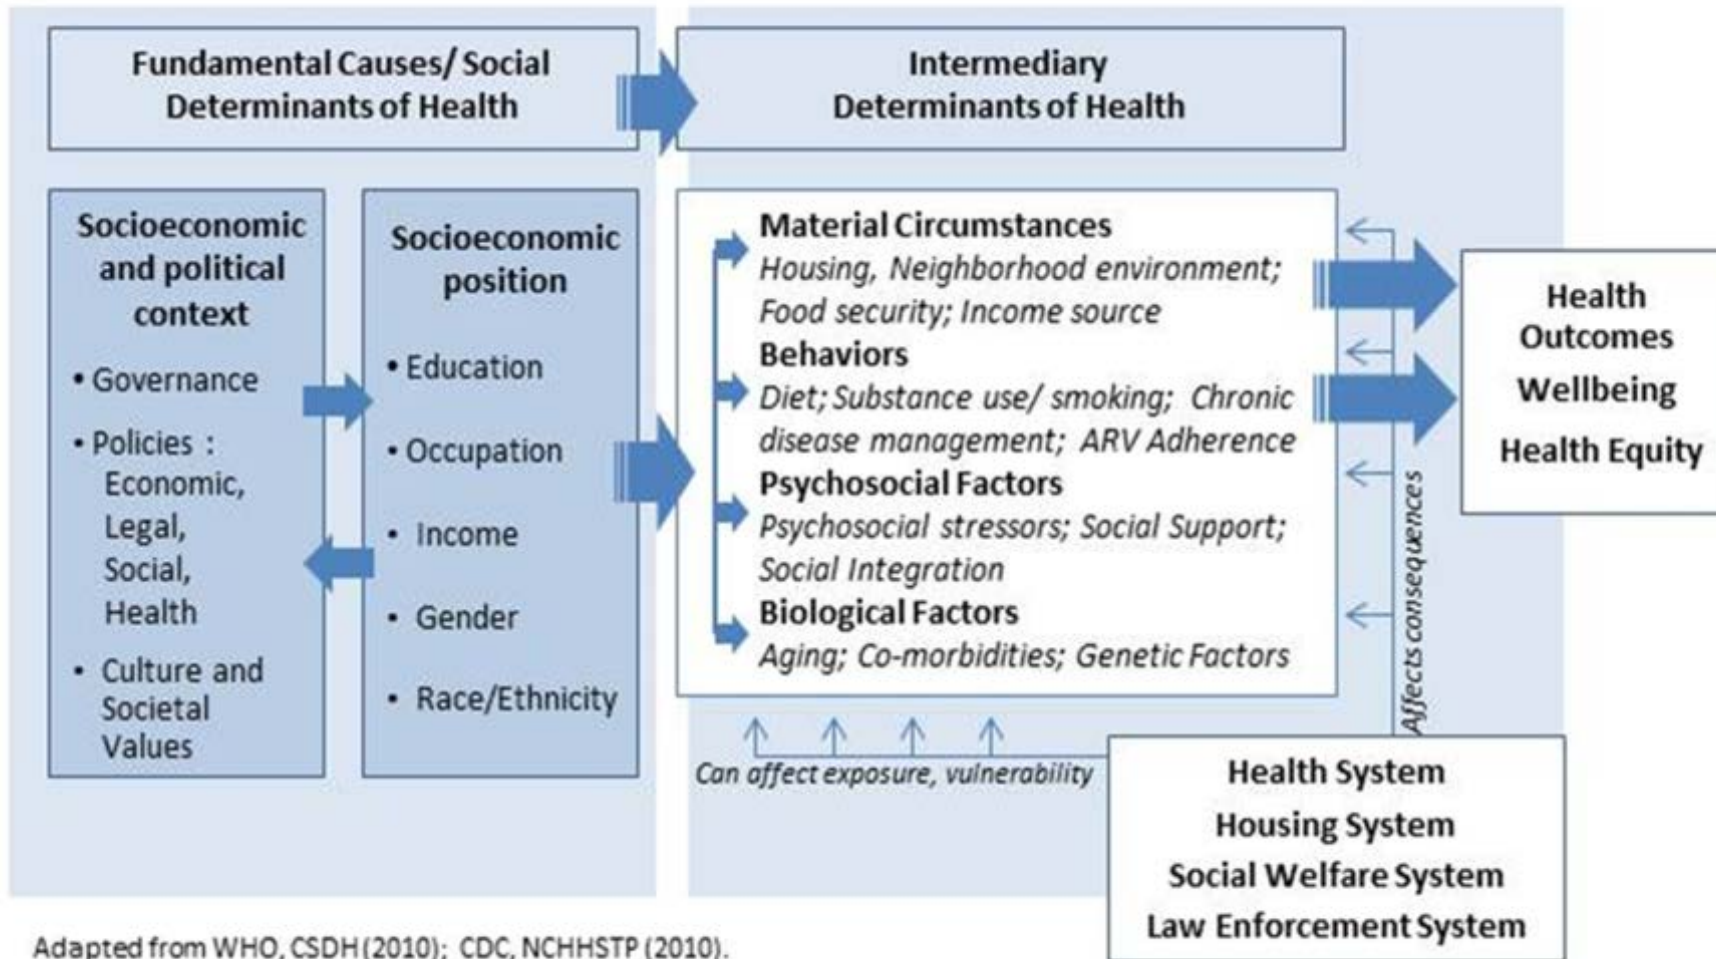 Fundamental Causes/ Social
Determinants of Health
Intermediary
Determinants of Health
Socioeconomic
and political
context
• Governance
• Policies :
Economic,
Legal,
Social,
Health
• Culture and
Societal
Values
Socioeconomic
position
• Education
• Occupation
• Income
• Gender
• Race/Ethnicity
Material Circumstances
Housing, Neighborhood environment;
Food security; Income source
Behaviors
Diet; Substance use/ smoking; Chronic
disease management; ARV Adherence
Psychosocial Factors
Psychosocial stressors; Social Support;
Social Integration
Biological Factors
Aging; Co-morbidities; Genetic Factors
Can affect exposure, vulnerability
Affects consequences
Health
Outcomes
Wellbeing
Health Equity
Health System
Housing System
Social Welfare System
Law Enforcement System
Adapted from WHO, CSDH (2010); CDC, NCHHSTP (2010).